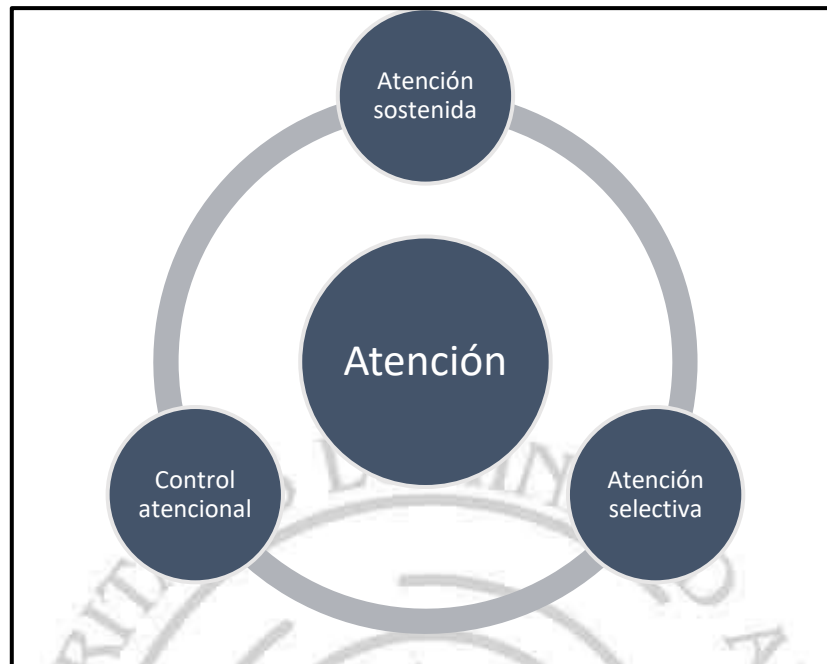 Atención
sostenida
Atención
Control
atencional
Atención
selectiva